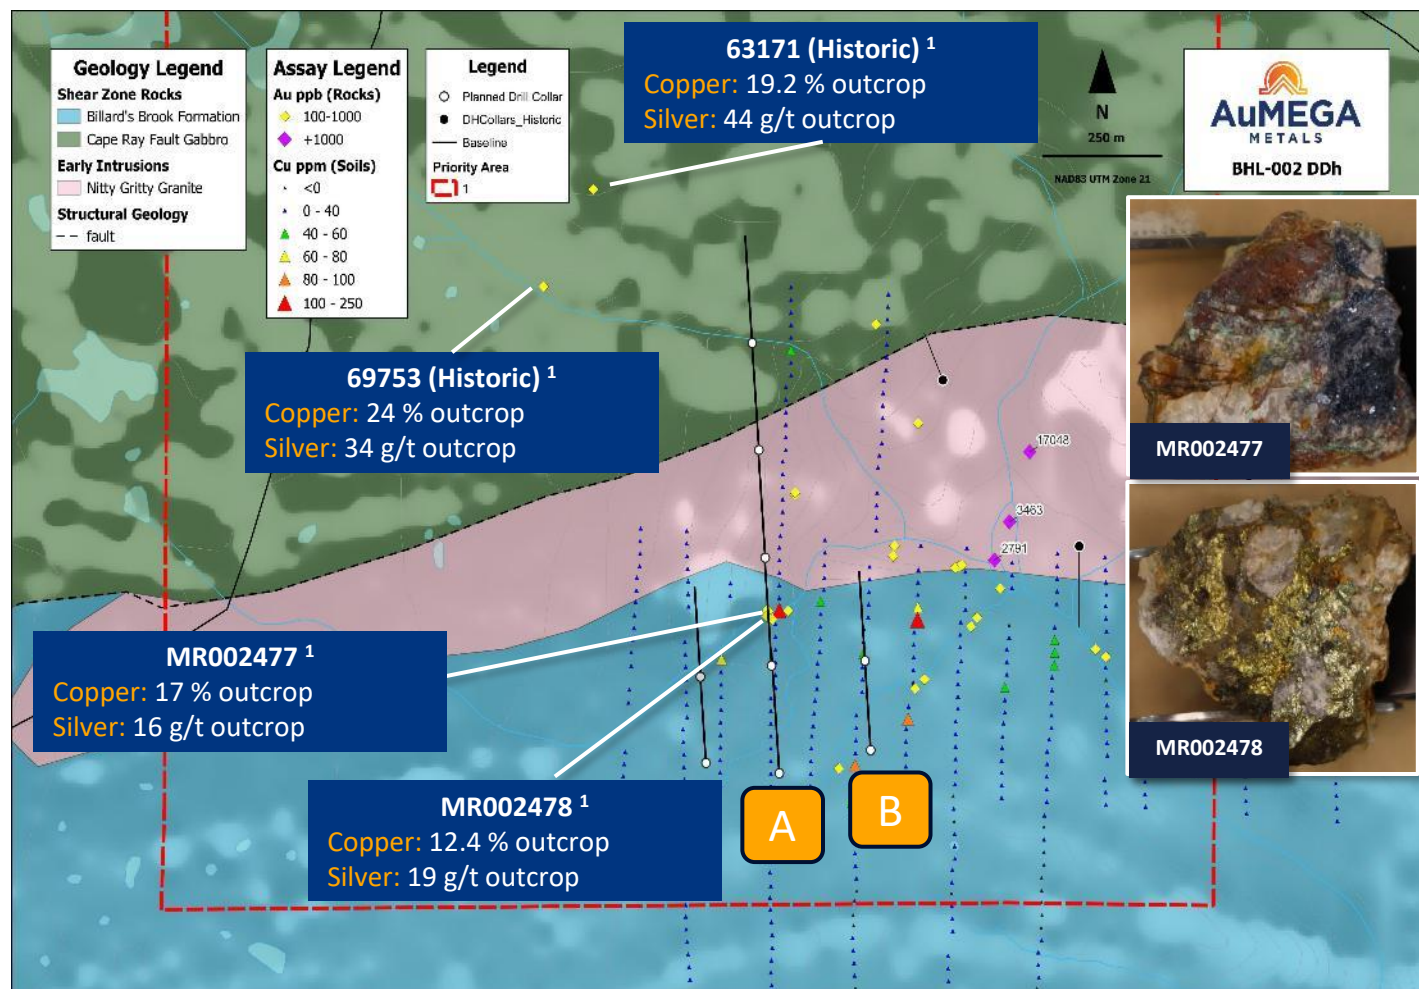 Geology Legend
Shear Zone Rocks
Billard's Brook Formation
Cape Ray Fault Gabbro
Early Intrusions
Nitty Gritty Granite
Structural Geology
fault
Assay Legend
Au ppb (Rocks)
100-1000
+1000
Cu ppm (Soils)
<0
0 - 40
40 - 60
60 - 80
80 - 100
100 - 250
Legend
Planned Drill Collar
DHCollars_Historic
Baseline
Priority Area
1
63171 (Historic) 1
Copper: 19.2 % outcrop
Silver: 44 g/t outcrop
N
250 m
NAD83 UTM Zone 21
AuMEGA
METALS
BHL-002 DDh
69753 (Historic) 1
Copper: 24 % outcrop
Silver: 34 g/t outcrop
17048
3463
2791
MR002477
MR002477 1
Copper: 17 % outcrop
Silver: 16 g/t outcrop
MR002478
MR002478 1
Copper: 12.4 % outcrop
Silver: 19 g/t outcrop
A
B